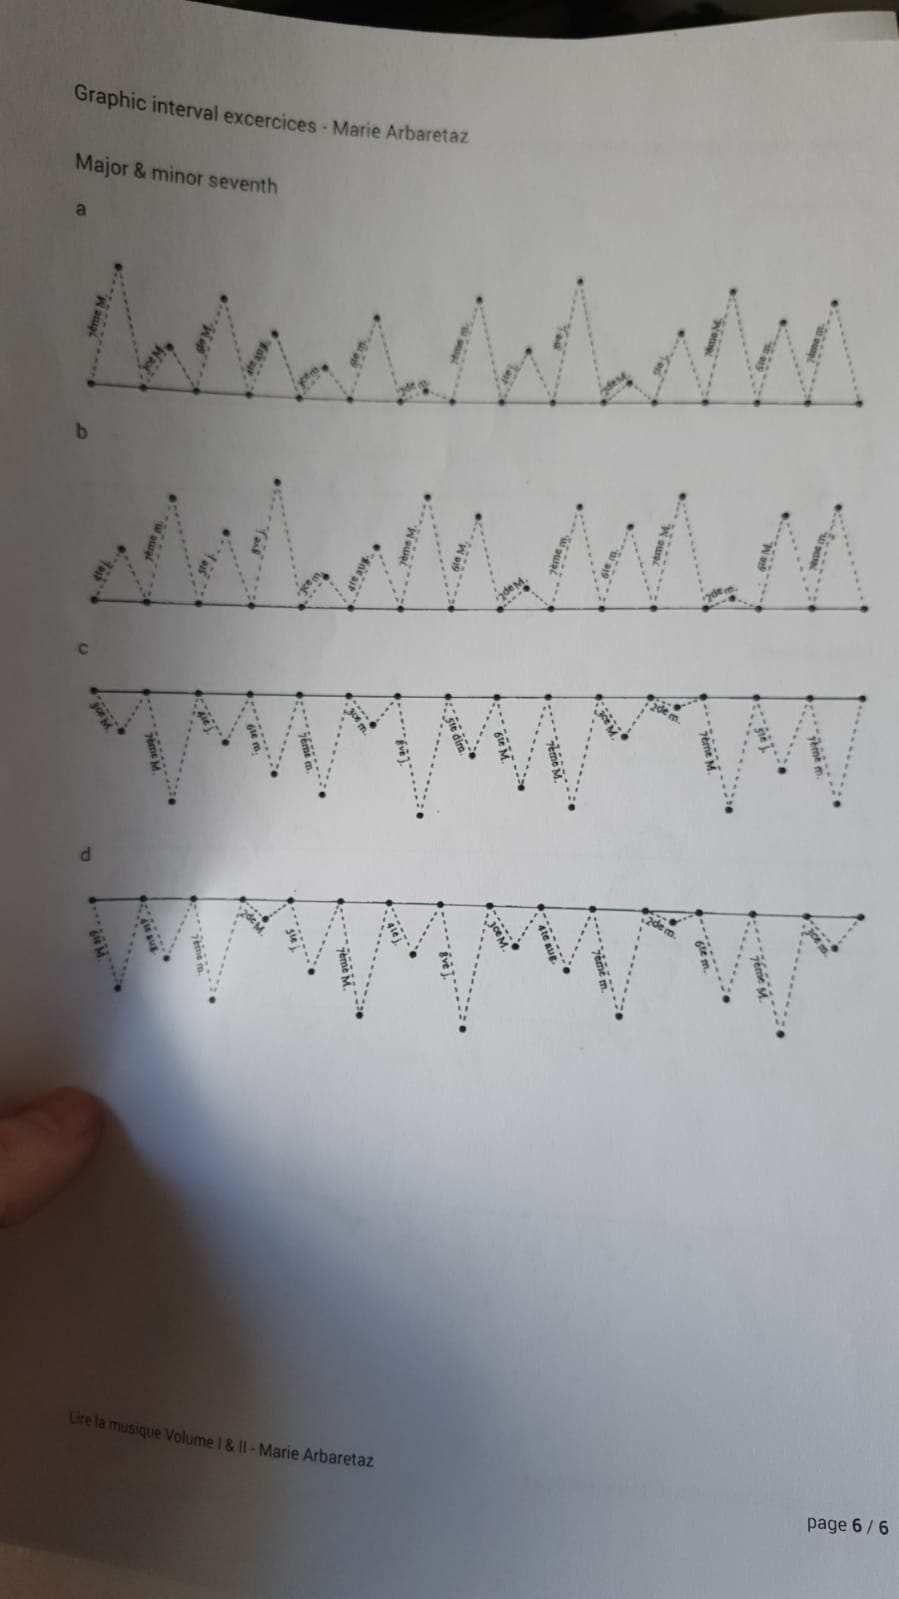 Graphic interval excercices - Marie Arbaretaz
Major & minor seventh
a
7ème M. 3ce M. 6te M. 4te aug. 3ce m. 6te m. 2de m. 7ème m. 4te j. 8ve j. 2de M. 5te j. 7ème M. 6te m. 7ème m.
b
4te j. 7ème m. 5te j. 8ve j. 3ce m. 4te aug. 7ème M. 6te M. 2de M. 7ème m. 6te m. 7ème M. 2de m. 6te M. 7ème m.
c
3ce M. 7ème M. 4te j. 6te m. 7ème m. 3ce m. 8ve j. 5te dim. 6te M. 7ème M. 3ce M. 2de m. 7ème M. 5te j. 7ème m.
d
6te M. 4te aug. 7ème m. 2de M. 5te j. 7ème M. 4te j. 8ve j. 3ce M. 4te aug. 7ème m. 2de m. 6te m. 7ème M. 3ce m.
Lire la musique Volume I & II - Marie Arbaretaz
page 6 / 6